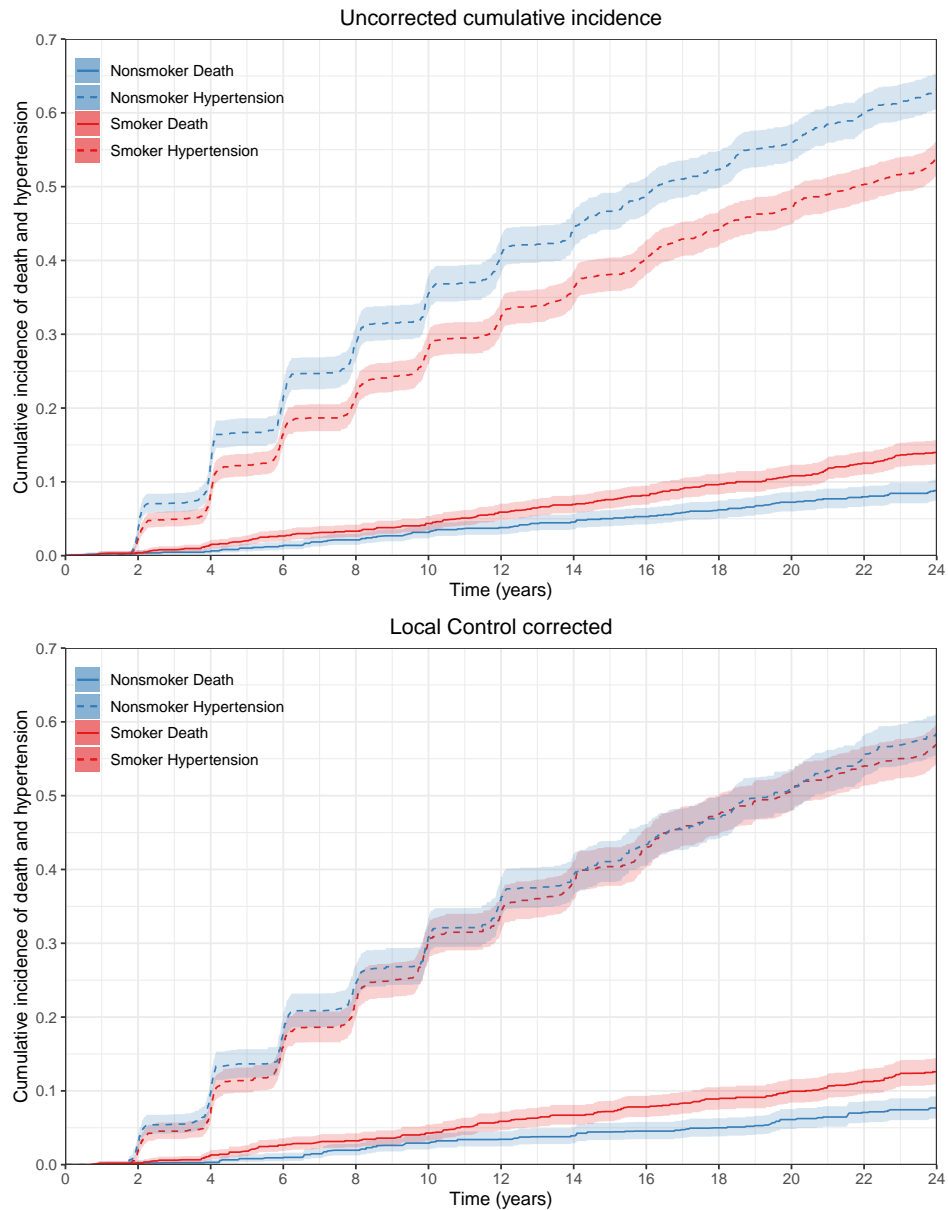 Uncorrected cumulative incidence
Cumulative incidence of death and hypertension
0.7
0.6
0.5
0.4
0.3
0.2
0.1
0.0
Nonsmoker Death
Nonsmoker Hypertension
Smoker Death
Smoker Hypertension
0 2 4 6 8 10 12 14 16 18 20 22 24
Time (years)
Local Control corrected
Cumulative incidence of death and hypertension
0.7
0.6
0.5
0.4
0.3
0.2
0.1
0.0
Nonsmoker Death
Nonsmoker Hypertension
Smoker Death
Smoker Hypertension
0 2 4 6 8 10 12 14 16 18 20 22 24
Time (years)